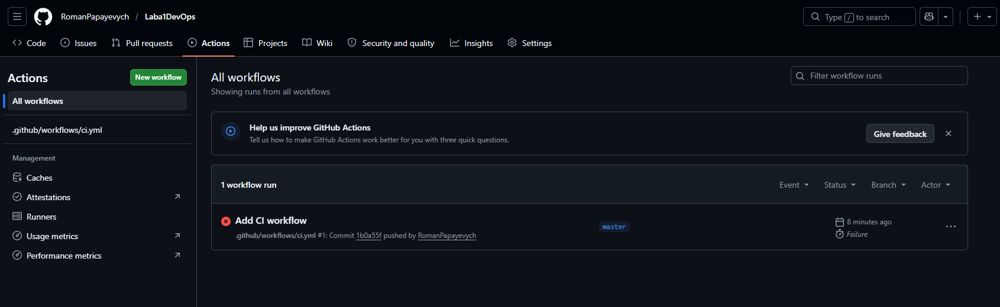 RomanPapayevych / Laba1DevOps
Type / to search
Code Issues Pull requests Actions Projects Wiki Security and quality Insights Settings
Actions
New workflow
All workflows
.github/workflows/ci.yml
Management
Caches
Attestations
Runners
Usage metrics
Performance metrics
All workflows
Showing runs from all workflows
Filter workflow runs
Help us improve GitHub Actions
Tell us how to make GitHub Actions work better for you with three quick questions.
Give feedback
1 workflow run
Event Status Branch Actor
Add CI workflow
.github/workflows/ci.yml #1: Commit 1b0a55f pushed by RomanPapayevych
master
8 minutes ago
Failure